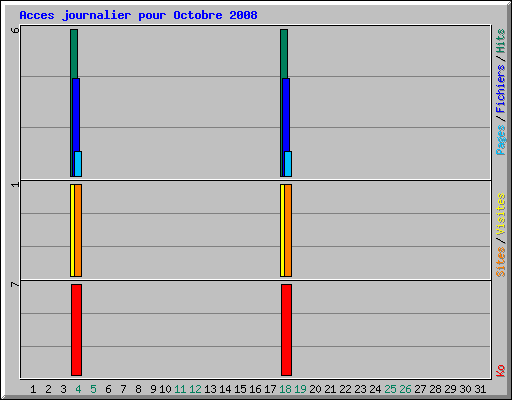 Acces journalier pour Octobre 2008
6
Pages / Fichiers / Hits
1
Sites / Visites
7
Ko
1 2 3 4 5 6 7 8 9 10 11 12 13 14 15 16 17 18 19 20 21 22 23 24 25 26 27 28 29 30 31